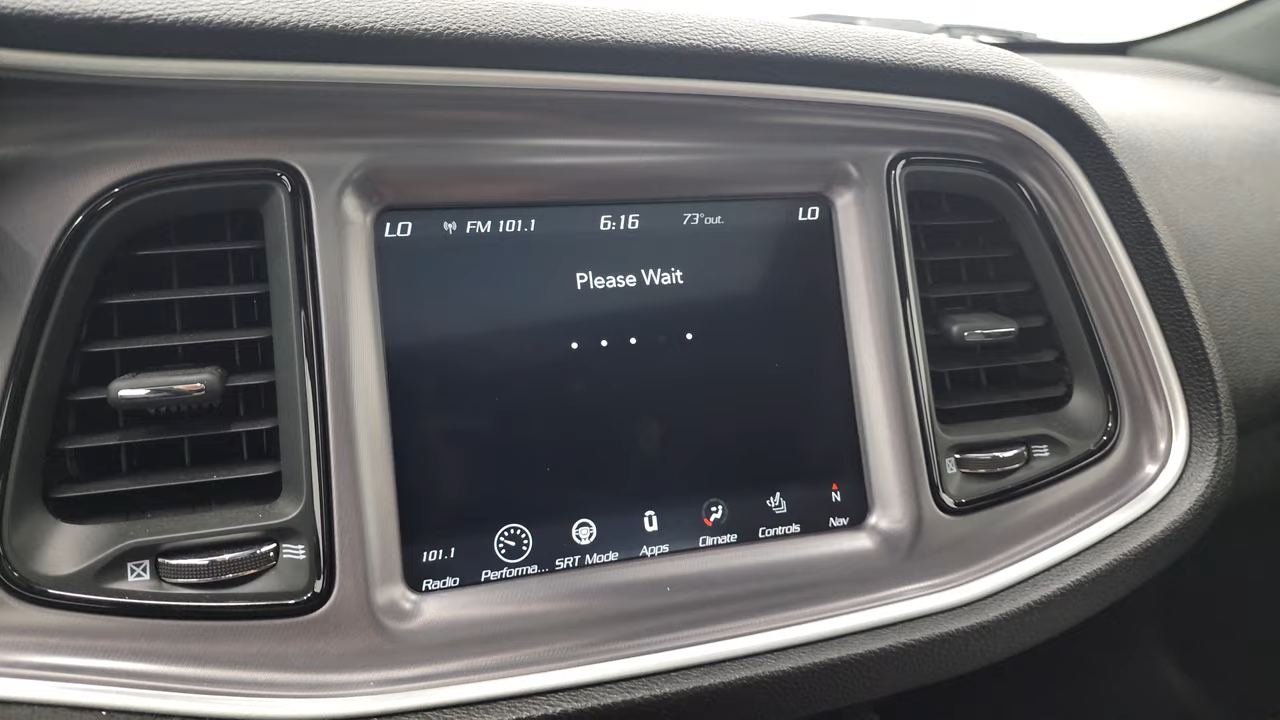 LO FM 101.1 6:16 73°out. LO
Please Wait
101.1 N
Radio Performa... SRT Mode Apps Climate Controls Nav